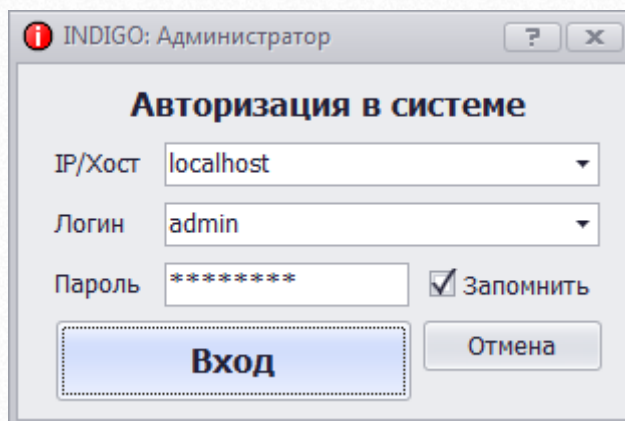 INDIGO: Администратор
Авторизация в системе
IP/Хост localhost
Логин admin
Пароль ******** Запомнить
Вход Отмена